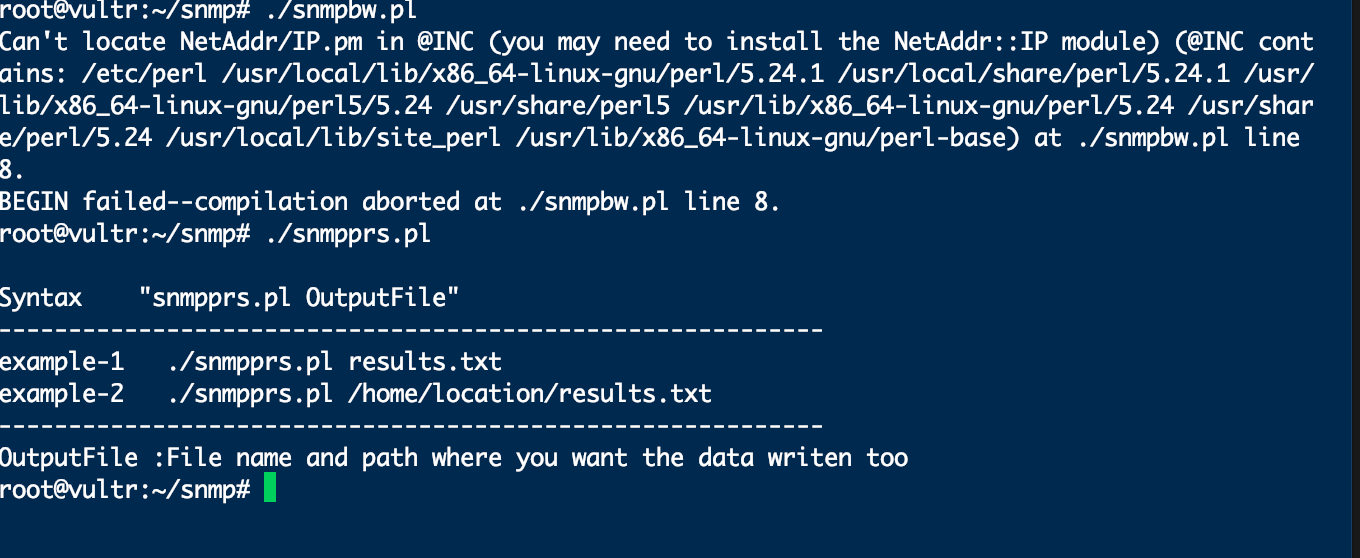 root@vultr:~/snmp# ./snmpbw.pl
Can't locate NetAddr/IP.pm in @INC (you may need to install the NetAddr::IP module) (@INC cont
ains: /etc/perl /usr/local/lib/x86_64-linux-gnu/perl/5.24.1 /usr/local/share/perl/5.24.1 /usr/
lib/x86_64-linux-gnu/perl5/5.24 /usr/share/perl5 /usr/lib/x86_64-linux-gnu/perl/5.24 /usr/shar
e/perl/5.24 /usr/local/lib/site_perl /usr/lib/x86_64-linux-gnu/perl-base) at ./snmpbw.pl line
8.
BEGIN failed--compilation aborted at ./snmpbw.pl line 8.
root@vultr:~/snmp# ./snmpprs.pl
Syntax    "snmpprs.pl OutputFile"
-----------------------------------------------------------
example-1   ./snmpprs.pl results.txt
example-2   ./snmpprs.pl /home/location/results.txt
-----------------------------------------------------------
OutputFile :File name and path where you want the data writen too
root@vultr:~/snmp#